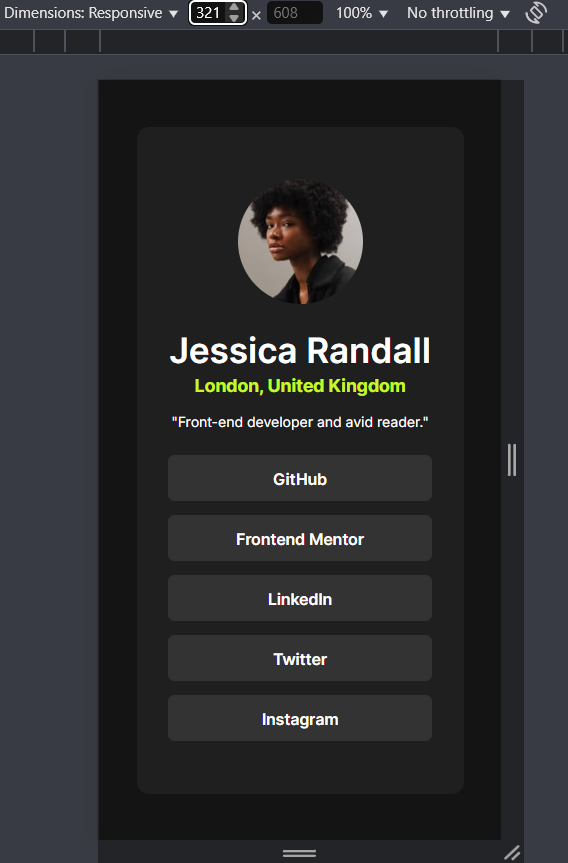 Dimensions: Responsive ▼ 321 × 608 100% ▼ No throttling ▼
Jessica Randall
London, United Kingdom
"Front-end developer and avid reader."
GitHub
Frontend Mentor
LinkedIn
Twitter
Instagram